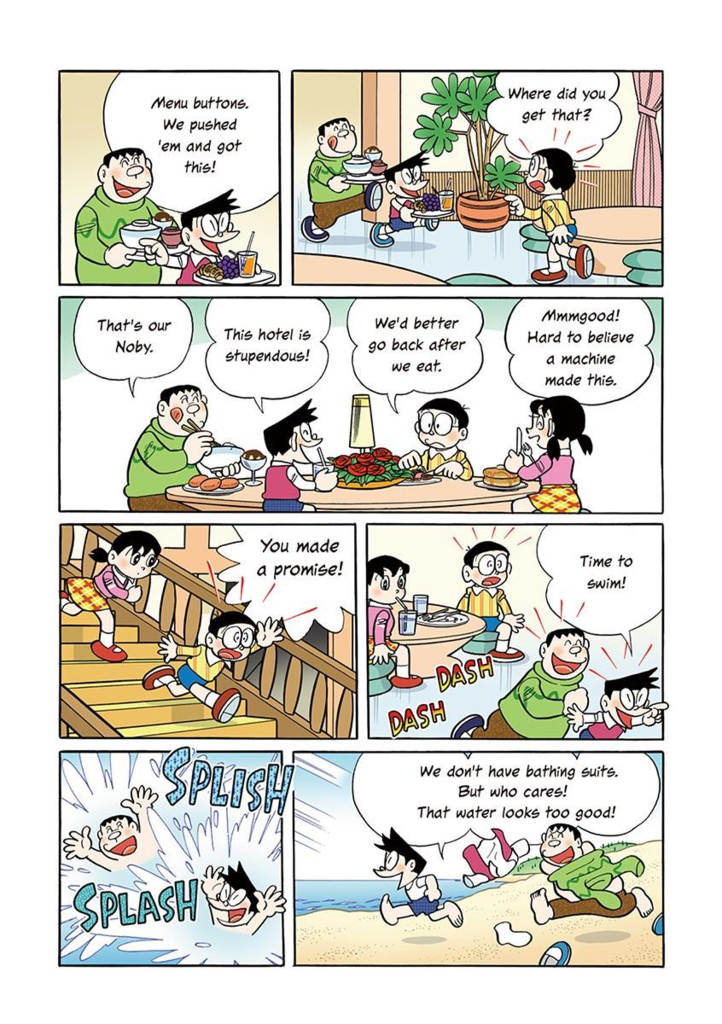 Where did you
get that?
Menu buttons.
We pushed
'em and got
this!
Mmmgood!
Hard to believe
a machine
made this.
We'd better
go back after
we eat.
This hotel is
stupendous!
That's our
Noby.
Time to
swim!
DASH
DASH
You made
a promise!
We don't have bathing suits.
But who cares!
That water looks too good!
SPLISH
SPLASH